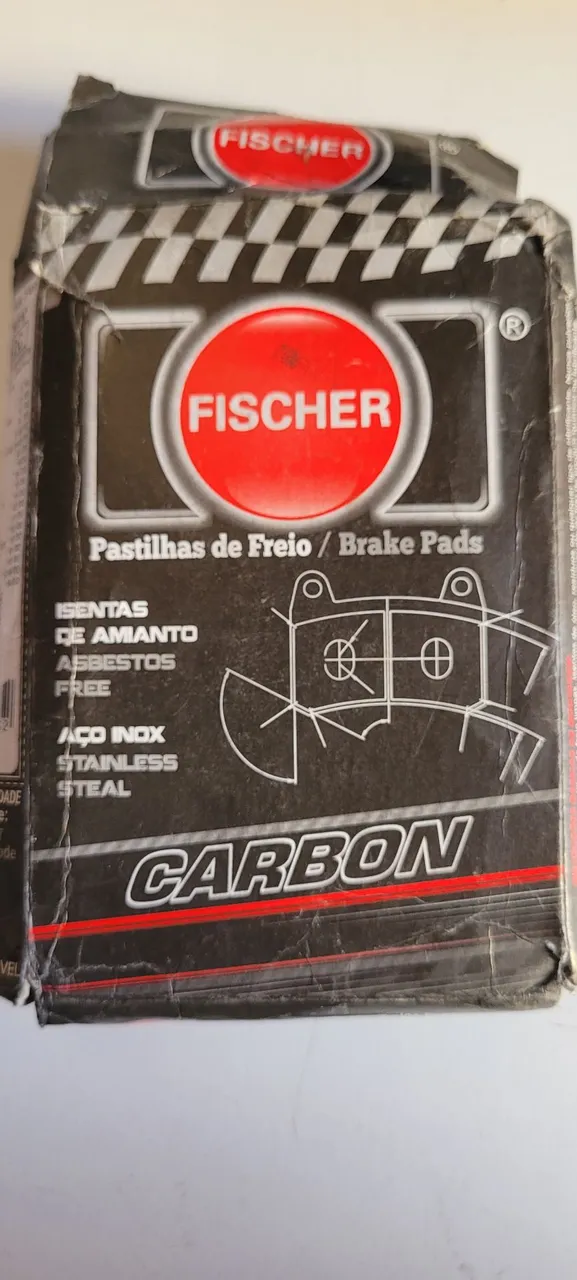 FISCHER
®
FISCHER
Pastilhas de Freio / Brake Pads
ISENTAS
DE AMIANTO
ASBESTOS
FREE
AÇO INOX
STAINLESS
STEAL
CARBON